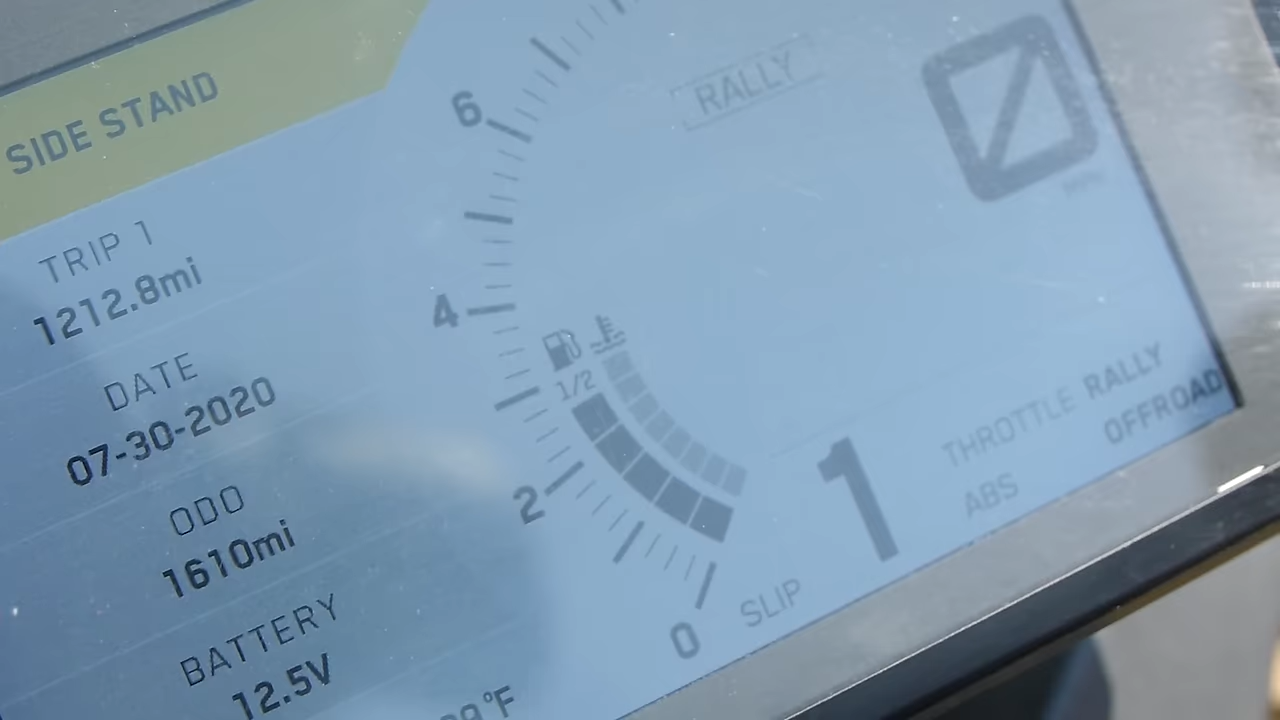 SIDE STAND
TRIP 1
1212.8mi
DATE
07-30-2020
ODO
1610mi
BATTERY
12.5V
°F
6
4
2
0
1/2
RALLY
0
1
SLIP
THROTTLE RALLY
ABS OFFROAD